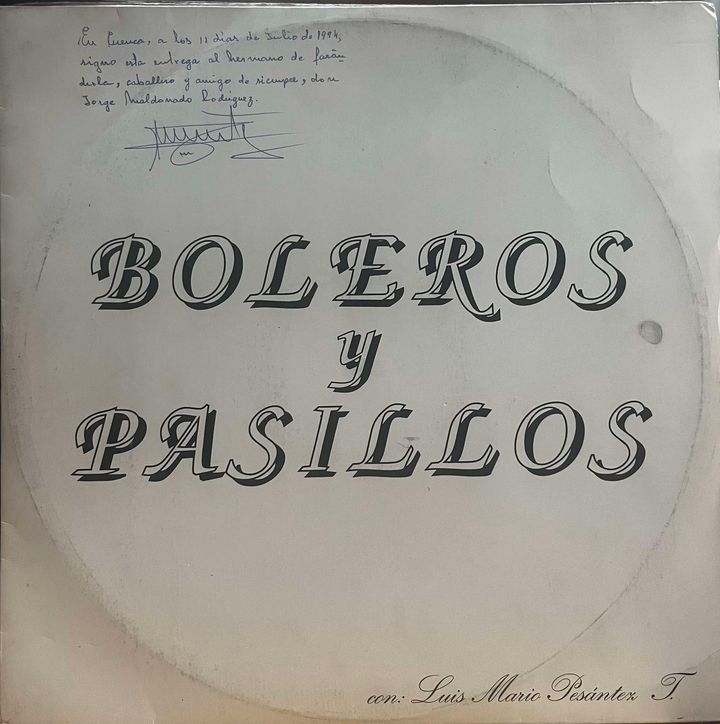 En Cuenca, a los 11 dias de Julio de 1994,
signo esta entrega al hermano de farán-
dula, caballero y amigo de siempre, don
Jorge Maldonado Rodríguez.
BOLEROS
y
PASILLOS
con: Luis Mario Pesántez T.